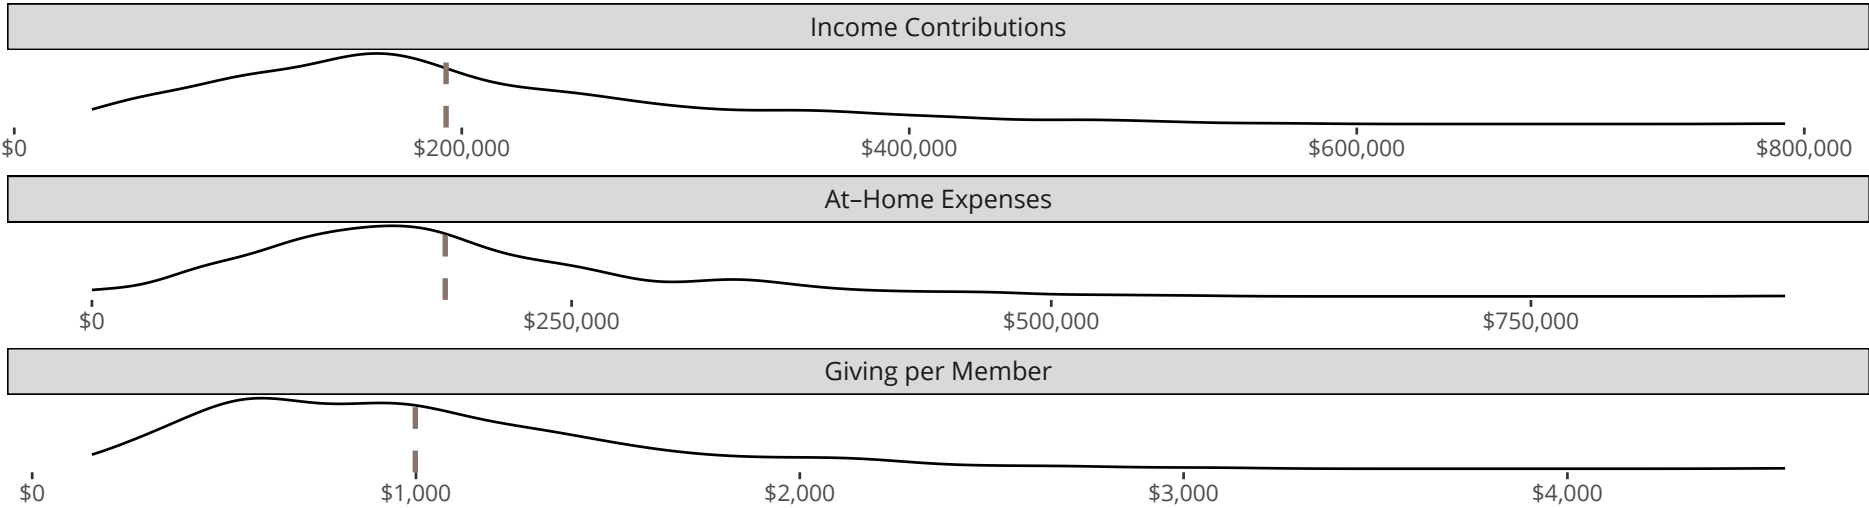 Income Contributions
$0 $200,000 $400,000 $600,000 $800,000
At–Home Expenses
$0 $250,000 $500,000 $750,000
Giving per Member
$0 $1,000 $2,000 $3,000 $4,000